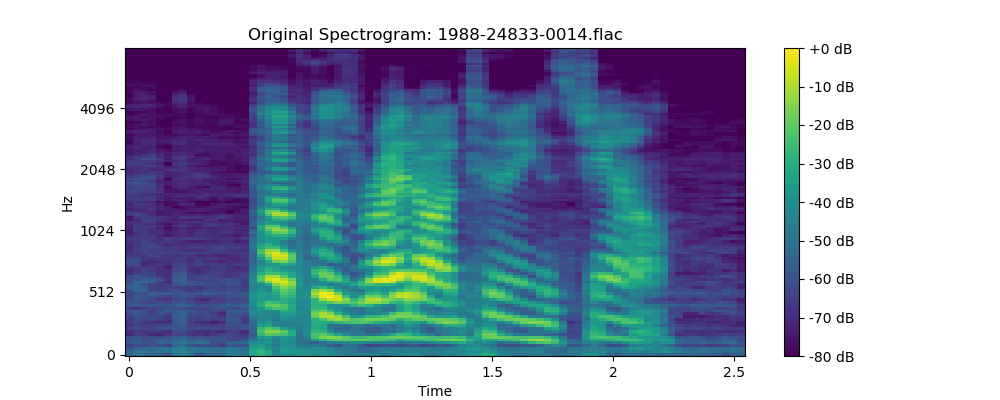 Original Spectrogram: 1988-24833-0014.flac
Hz
4096
2048
1024
512
0
0
0.5
1
1.5
2
2.5
Time
+0 dB
-10 dB
-20 dB
-30 dB
-40 dB
-50 dB
-60 dB
-70 dB
-80 dB